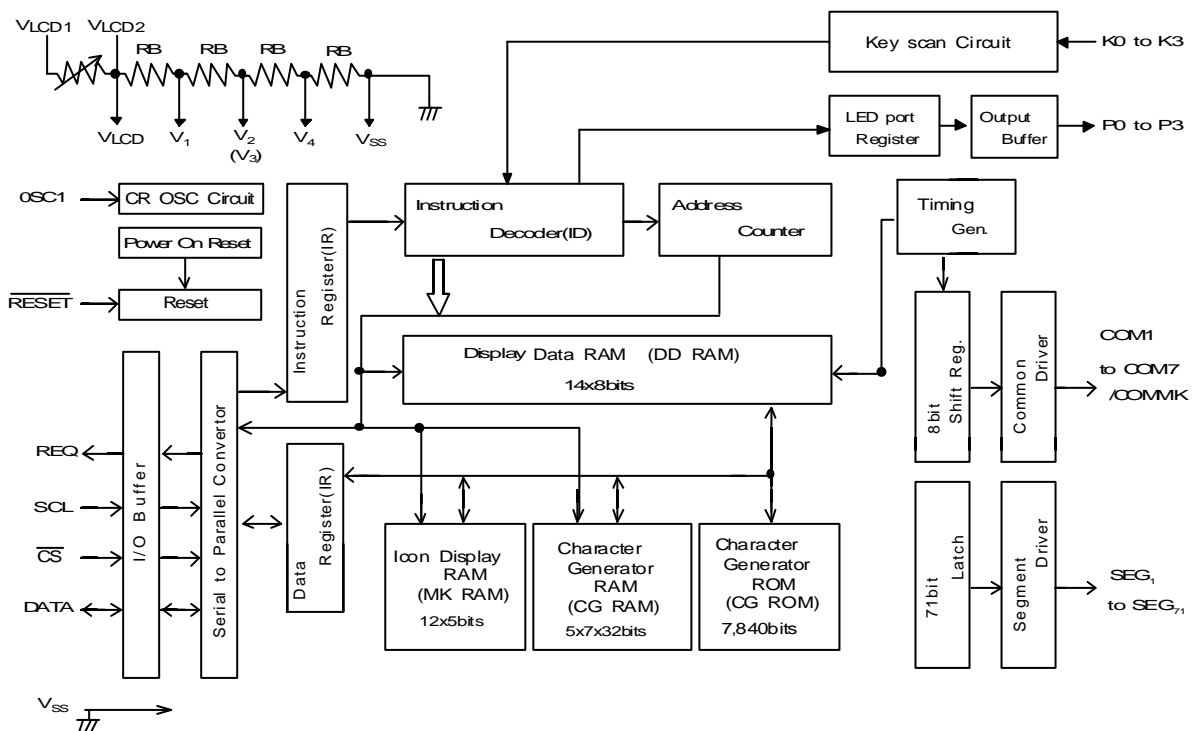 VLCD1 VLCD2
RB RB RB RB
VLCD V1 V2 V4 VSS
(V3)
Key scan Circuit
K0 to K3
LED port
Register
Output
Buffer
P0 to P3
OSC1
CR OSC Circuit
Power On Reset
RESET
Reset
Instruction
Register(IR)
Instruction
Decoder(ID)
Address
Counter
Timing
Gen.
Display Data RAM (DD RAM)
14x8bits
8bit
Shift Reg.
Common
Driver
COM1
to COM7
/COMMK
REQ
SCL
CS
DATA
I/O Buffer
Serial to Parallel Convertor
Data
Register(IR)
Icon Display
RAM
(MK RAM)
12x5bits
Character
Generator
RAM
(CG RAM)
5x7x32bits
Character
Generator
ROM
(CG ROM)
7,840bits
71bit
Latch
Segment
Driver
SEG1
to SEG71
VSS